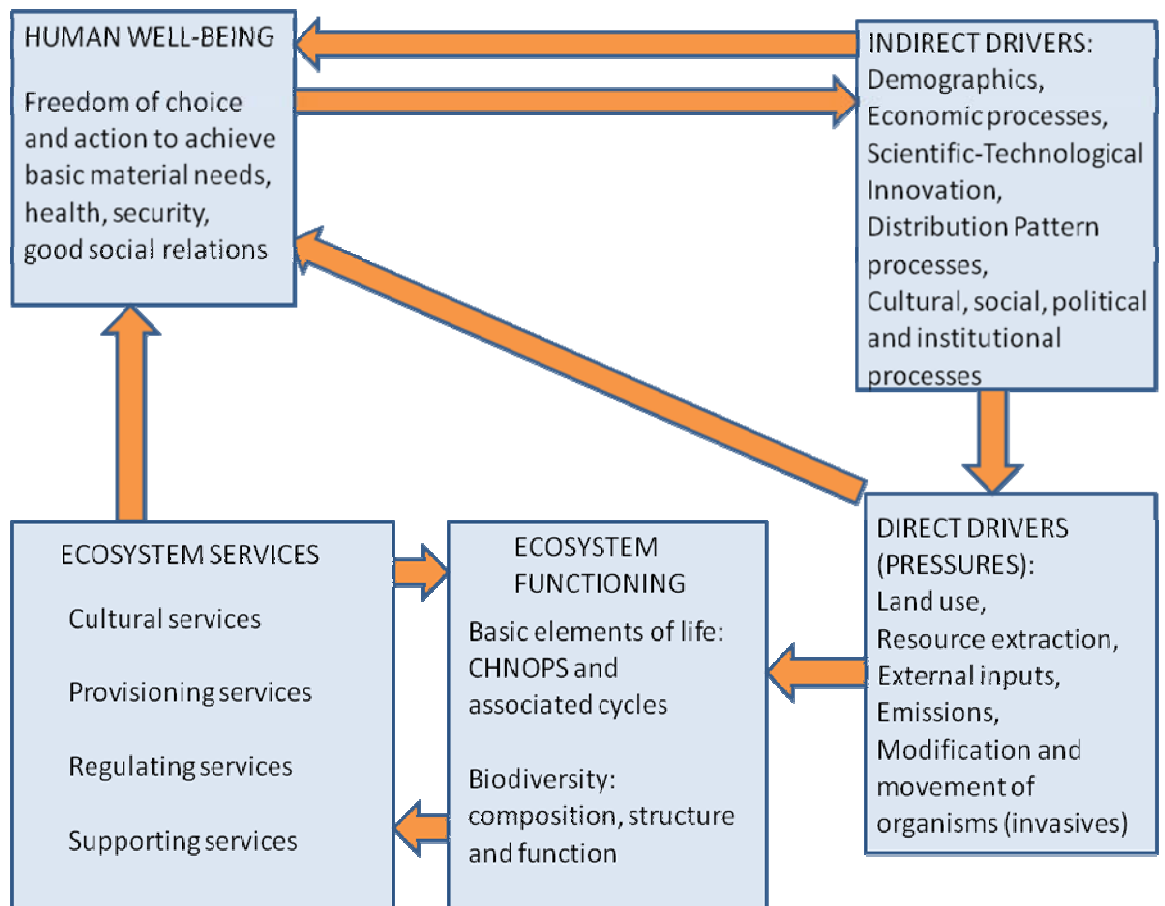 HUMAN WELL-BEING
Freedom of choice
and action to achieve
basic material needs,
health, security,
good social relations
INDIRECT DRIVERS:
Demographics,
Economic processes,
Scientific-Technological
Innovation,
Distribution Pattern
processes,
Cultural, social, political
and institutional
processes
ECOSYSTEM SERVICES
Cultural services
Provisioning services
Regulating services
Supporting services
ECOSYSTEM
FUNCTIONING
Basic elements of life:
CHNOPS and
associated cycles
Biodiversity:
composition, structure
and function
DIRECT DRIVERS
(PRESSURES):
Land use,
Resource extraction,
External inputs,
Emissions,
Modification and
movement of
organisms (invasives)